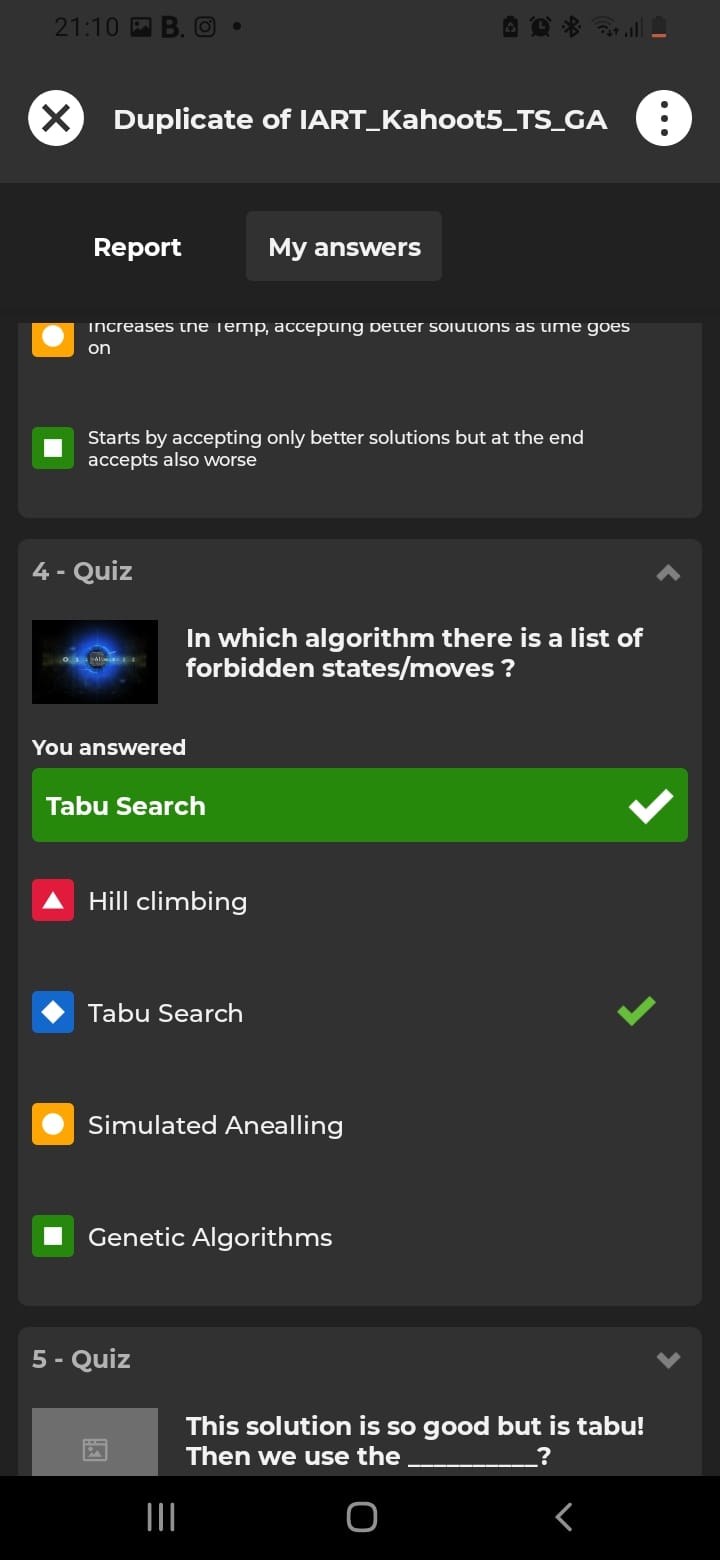 21:10 B.
Duplicate of IART_Kahoot5_TS_GA
Report
My answers
Increases the Temp, accepting better solutions as time goes
on
Starts by accepting only better solutions but at the end
accepts also worse
4 - Quiz
In which algorithm there is a list of
forbidden states/moves ?
You answered
Tabu Search
Hill climbing
Tabu Search
Simulated Anealling
Genetic Algorithms
5 - Quiz
This solution is so good but is tabu!
Then we use the __________?